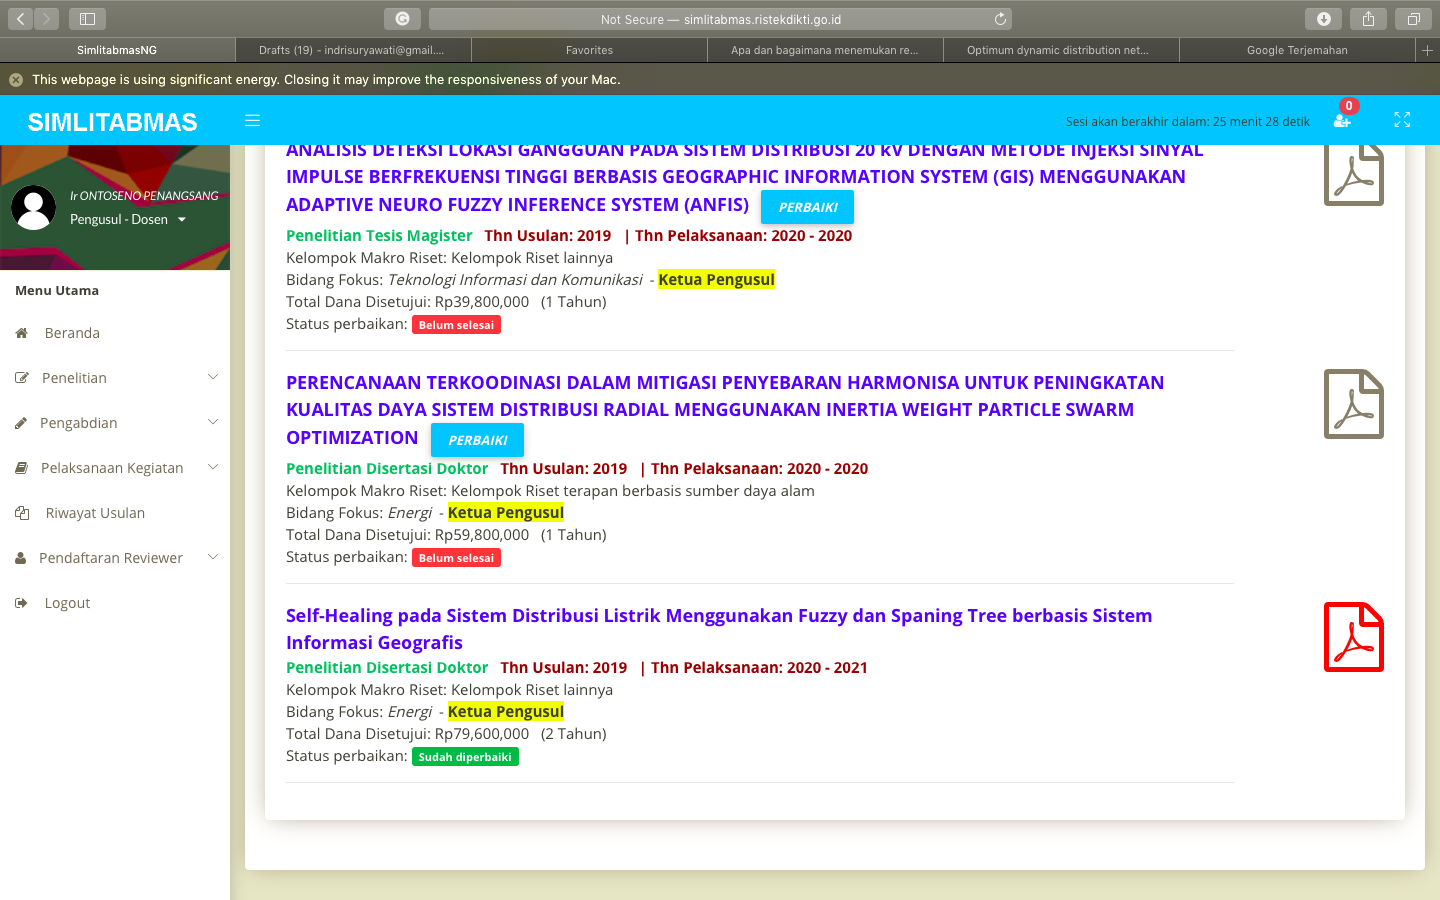 Not Secure — simlitabmas.ristekdikti.go.id
SimlitabmasNG
Drafts (19) - indrisuryawati@gmail....
Favorites
Apa dan bagaimana menemukan re...
Optimum dynamic distribution net...
Google Terjemahan
This webpage is using significant energy. Closing it may improve the responsiveness of your Mac.
SIMLITABMAS
Sesi akan berakhir dalam: 25 menit 28 detik
0
Ir ONTOSENO PENANGSANG
Pengusul - Dosen
Menu Utama
Beranda
Penelitian
Pengabdian
Pelaksanaan Kegiatan
Riwayat Usulan
Pendaftaran Reviewer
Logout
ANALISIS DETEKSI LOKASI GANGGUAN PADA SISTEM DISTRIBUSI 20 kV DENGAN METODE INJEKSI SINYAL
IMPULSE BERFREKUENSI TINGGI BERBASIS GEOGRAPHIC INFORMATION SYSTEM (GIS) MENGGUNAKAN
ADAPTIVE NEURO FUZZY INFERENCE SYSTEM (ANFIS) PERBAIKI
Penelitian Tesis Magister Thn Usulan: 2019 | Thn Pelaksanaan: 2020 - 2020
Kelompok Makro Riset: Kelompok Riset lainnya
Bidang Fokus: Teknologi Informasi dan Komunikasi - Ketua Pengusul
Total Dana Disetujui: Rp39,800,000 (1 Tahun)
Status perbaikan: Belum selesai
PERENCANAAN TERKOODINASI DALAM MITIGASI PENYEBARAN HARMONISA UNTUK PENINGKATAN
KUALITAS DAYA SISTEM DISTRIBUSI RADIAL MENGGUNAKAN INERTIA WEIGHT PARTICLE SWARM
OPTIMIZATION PERBAIKI
Penelitian Disertasi Doktor Thn Usulan: 2019 | Thn Pelaksanaan: 2020 - 2020
Kelompok Makro Riset: Kelompok Riset terapan berbasis sumber daya alam
Bidang Fokus: Energi - Ketua Pengusul
Total Dana Disetujui: Rp59,800,000 (1 Tahun)
Status perbaikan: Belum selesai
Self-Healing pada Sistem Distribusi Listrik Menggunakan Fuzzy dan Spaning Tree berbasis Sistem
Informasi Geografis
Penelitian Disertasi Doktor Thn Usulan: 2019 | Thn Pelaksanaan: 2020 - 2021
Kelompok Makro Riset: Kelompok Riset lainnya
Bidang Fokus: Energi - Ketua Pengusul
Total Dana Disetujui: Rp79,600,000 (2 Tahun)
Status perbaikan: Sudah diperbaiki